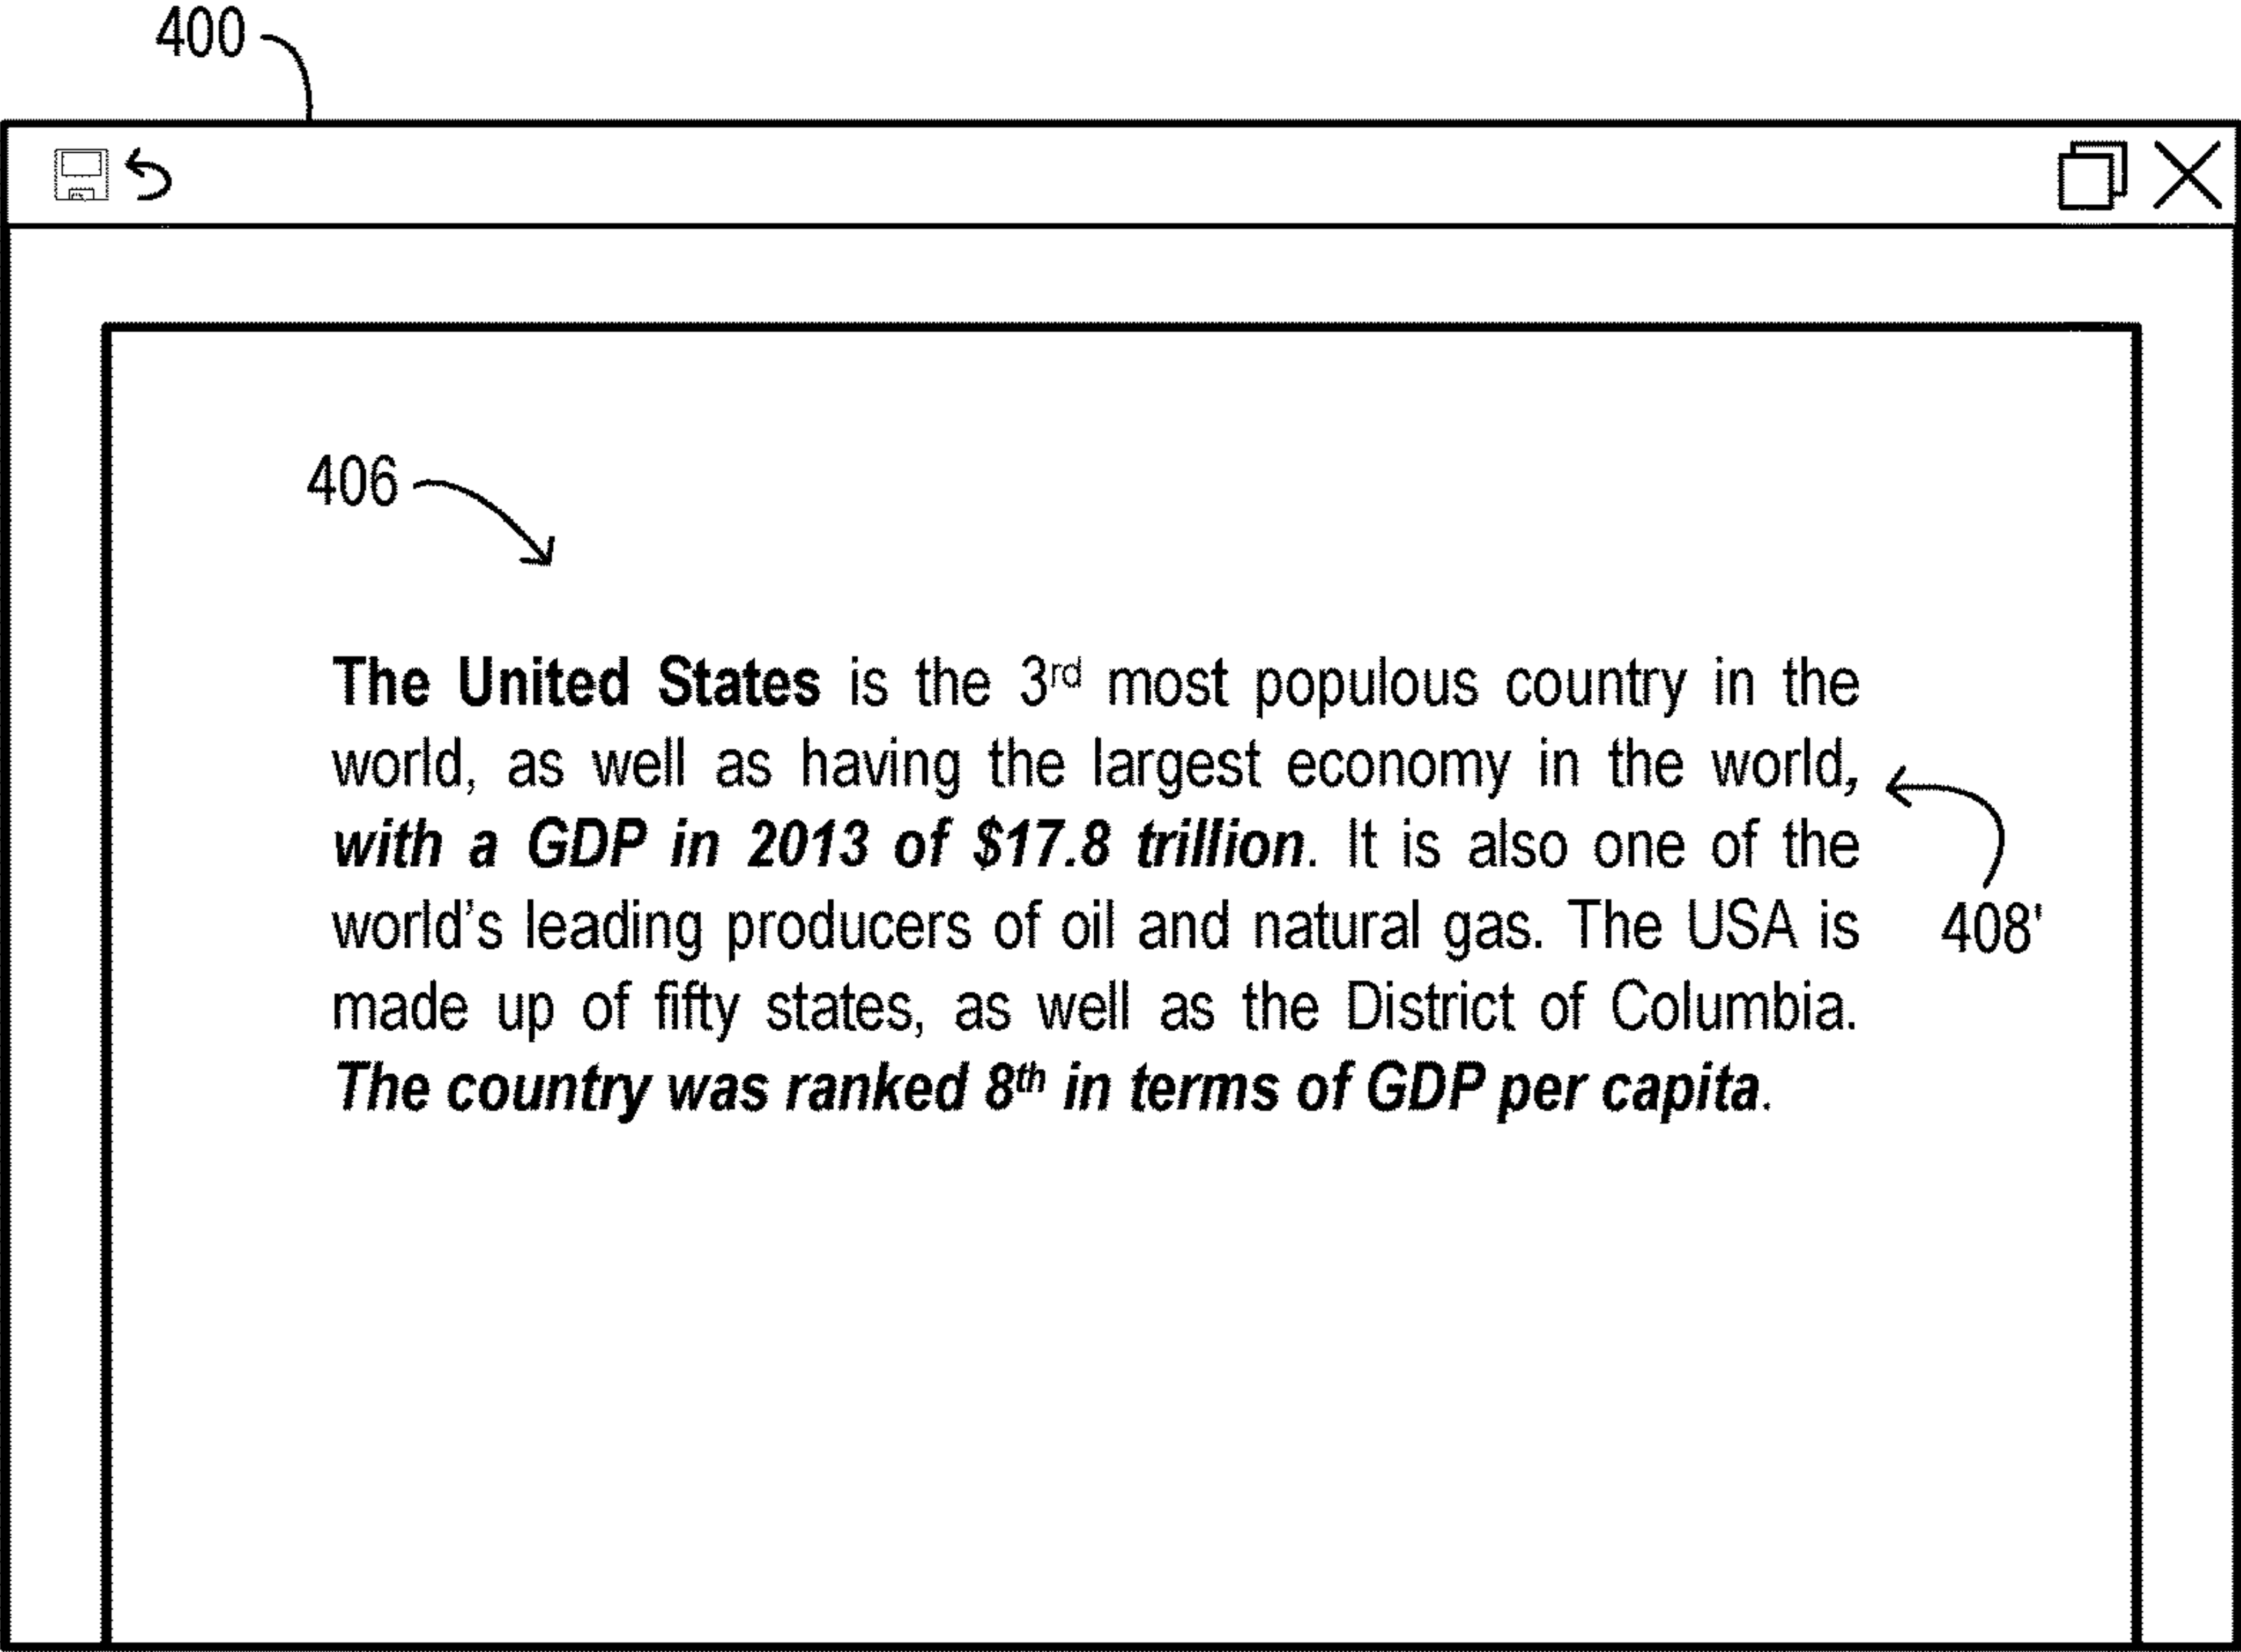 400
406
The United States is the 3rd most populous country in the
world, as well as having the largest economy in the world,
with a GDP in 2013 of $17.8 trillion. It is also one of the
world’s leading producers of oil and natural gas. The USA is
408'
made up of fifty states, as well as the District of Columbia.
The country was ranked 8th in terms of GDP per capita.